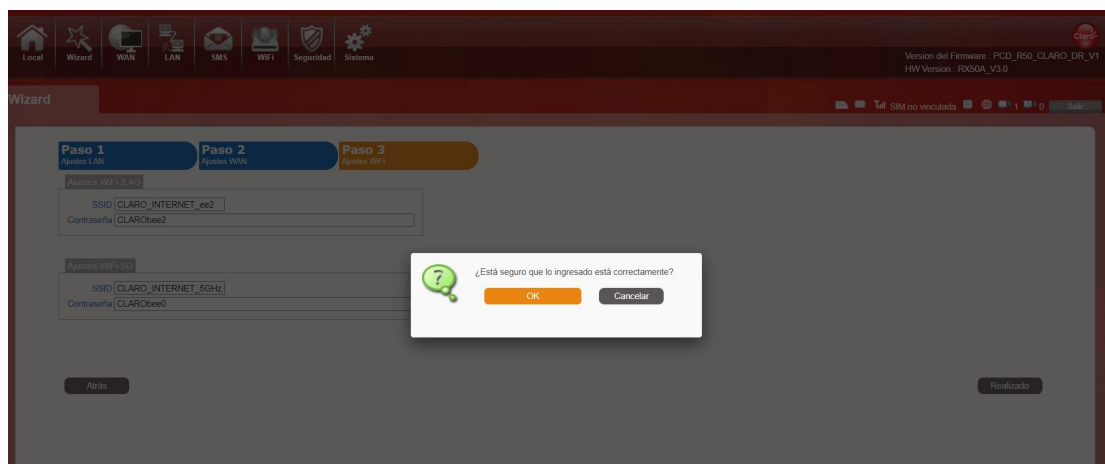 Claro
Local Wizard WAN LAN SMS WiFi Seguridad Sistema
Version del Firmware : PCD_R50_CLARO_DR_V1
HW Version : RX50A_V3.0
Wizard
SIM no vinculada 1 0 Salir
Paso 1 Paso 2 Paso 3
Ajustes LAN Ajustes WAN Ajustes WiFi
Ajustes WiFi-2.4G
SSID CLARO_INTERNET_ee2
Contraseña CLARObee2
Ajustes WiFi-5G
SSID CLARO_INTERNET_5GHz
Contraseña CLARObee0
¿Está seguro que lo ingresado está correctamente?
OK Cancelar
Atrás Realizado